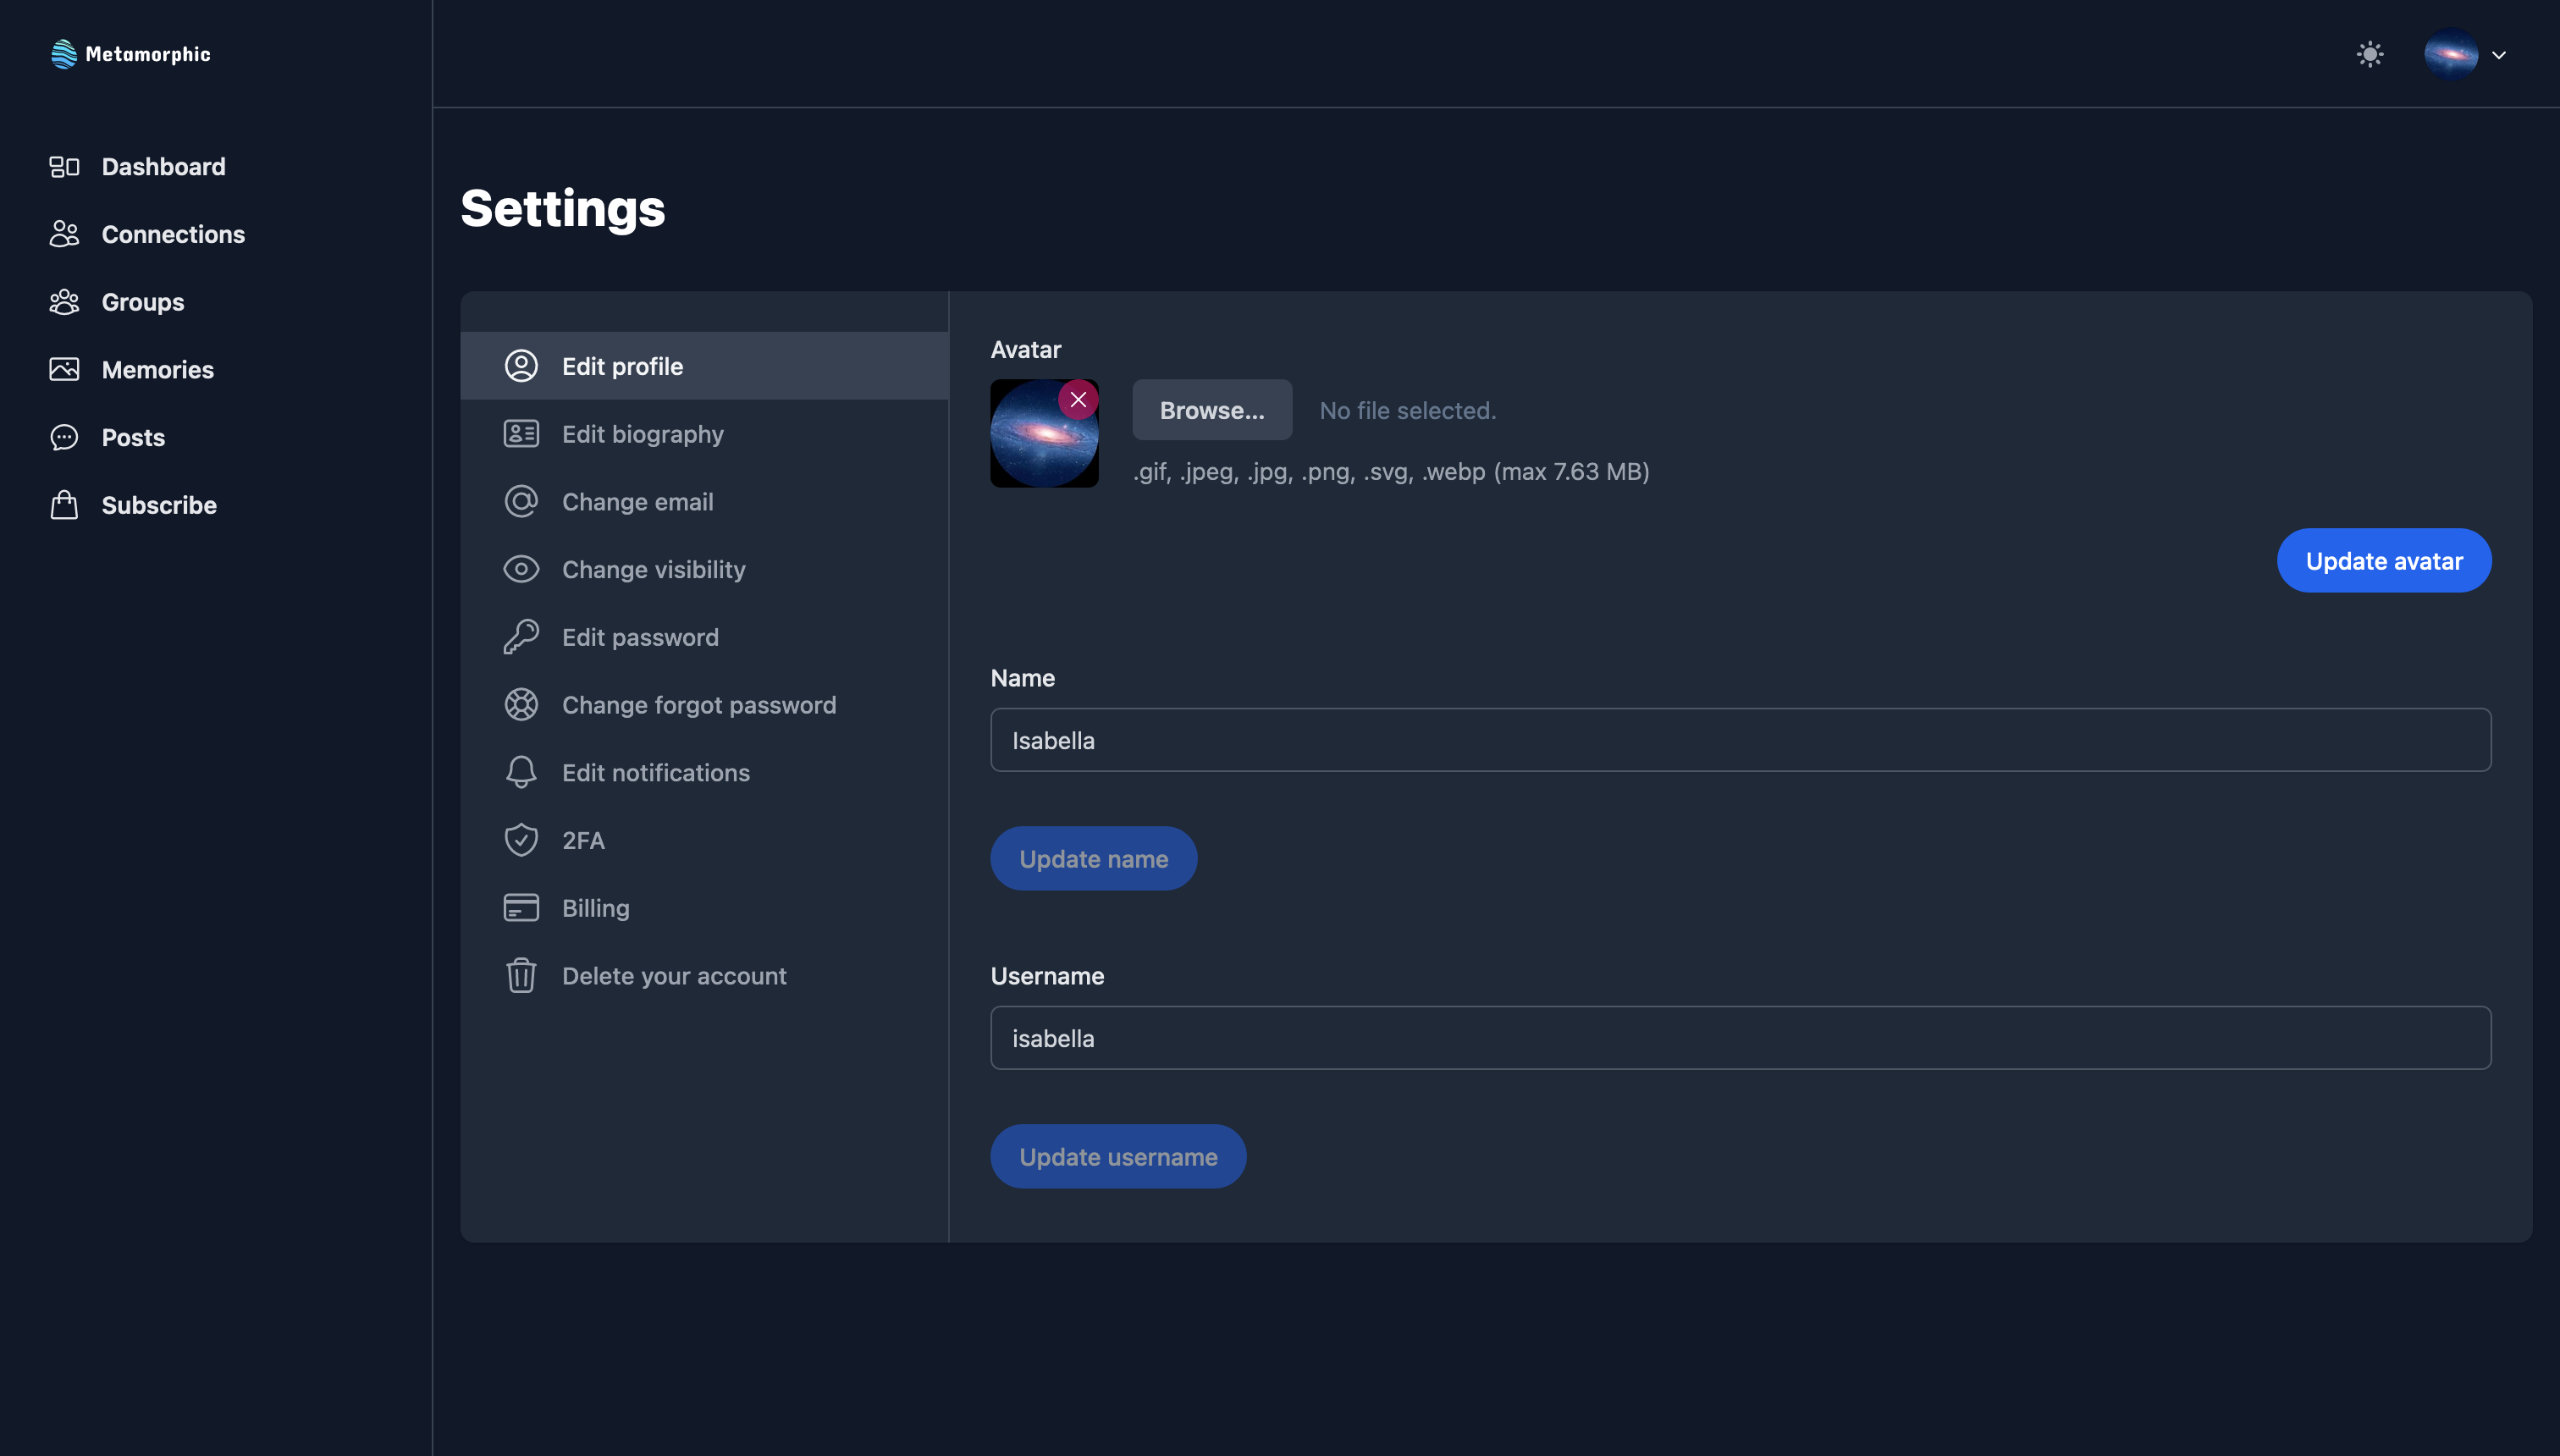 Metamorphic
Dashboard
Connections
Groups
Memories
Posts
Subscribe
Settings
Edit profile
Edit biography
Change email
Change visibility
Edit password
Change forgot password
Edit notifications
2FA
Billing
Delete your account
Avatar
Browse... No file selected.
.gif, .jpeg, .jpg, .png, .svg, .webp (max 7.63 MB)
Update avatar
Name
Isabella
Update name
Username
isabella
Update username